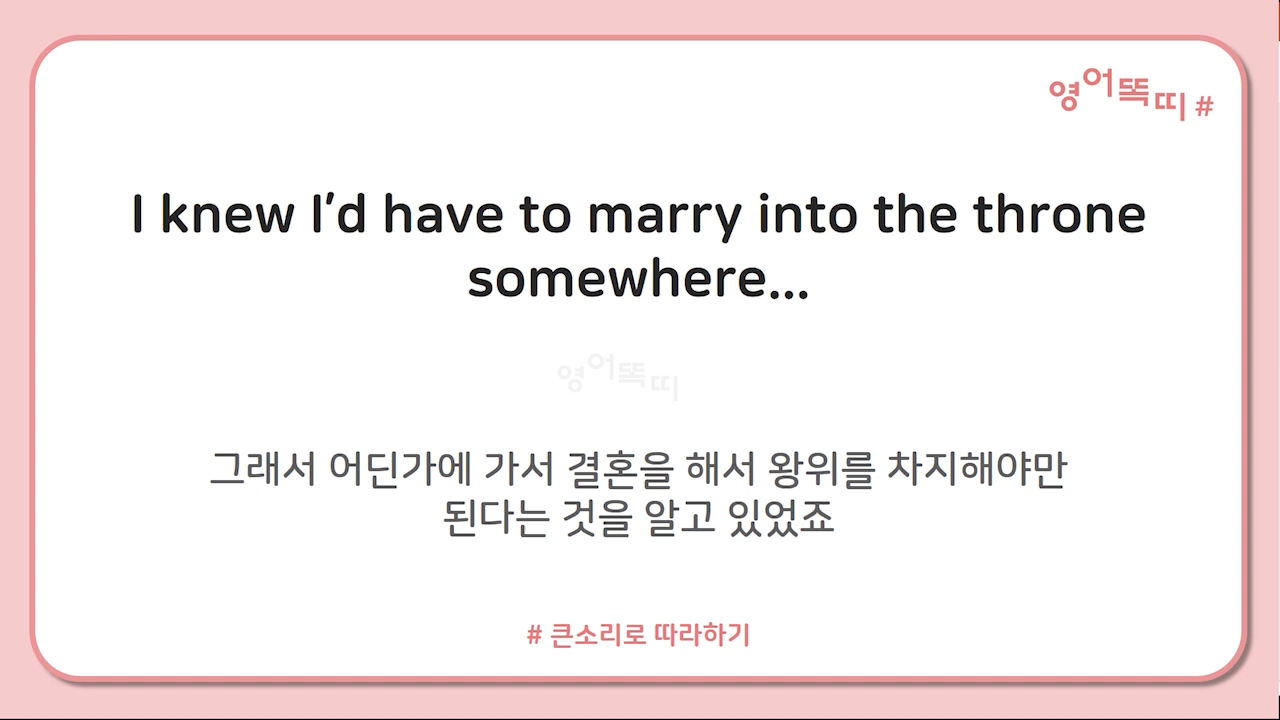 영어똑띠 #
I knew I'd have to marry into the throne
somewhere...
영어똑띠
그래서 어딘가에 가서 결혼을 해서 왕위를 차지해야만
된다는 것을 알고 있었죠
# 큰소리로 따라하기